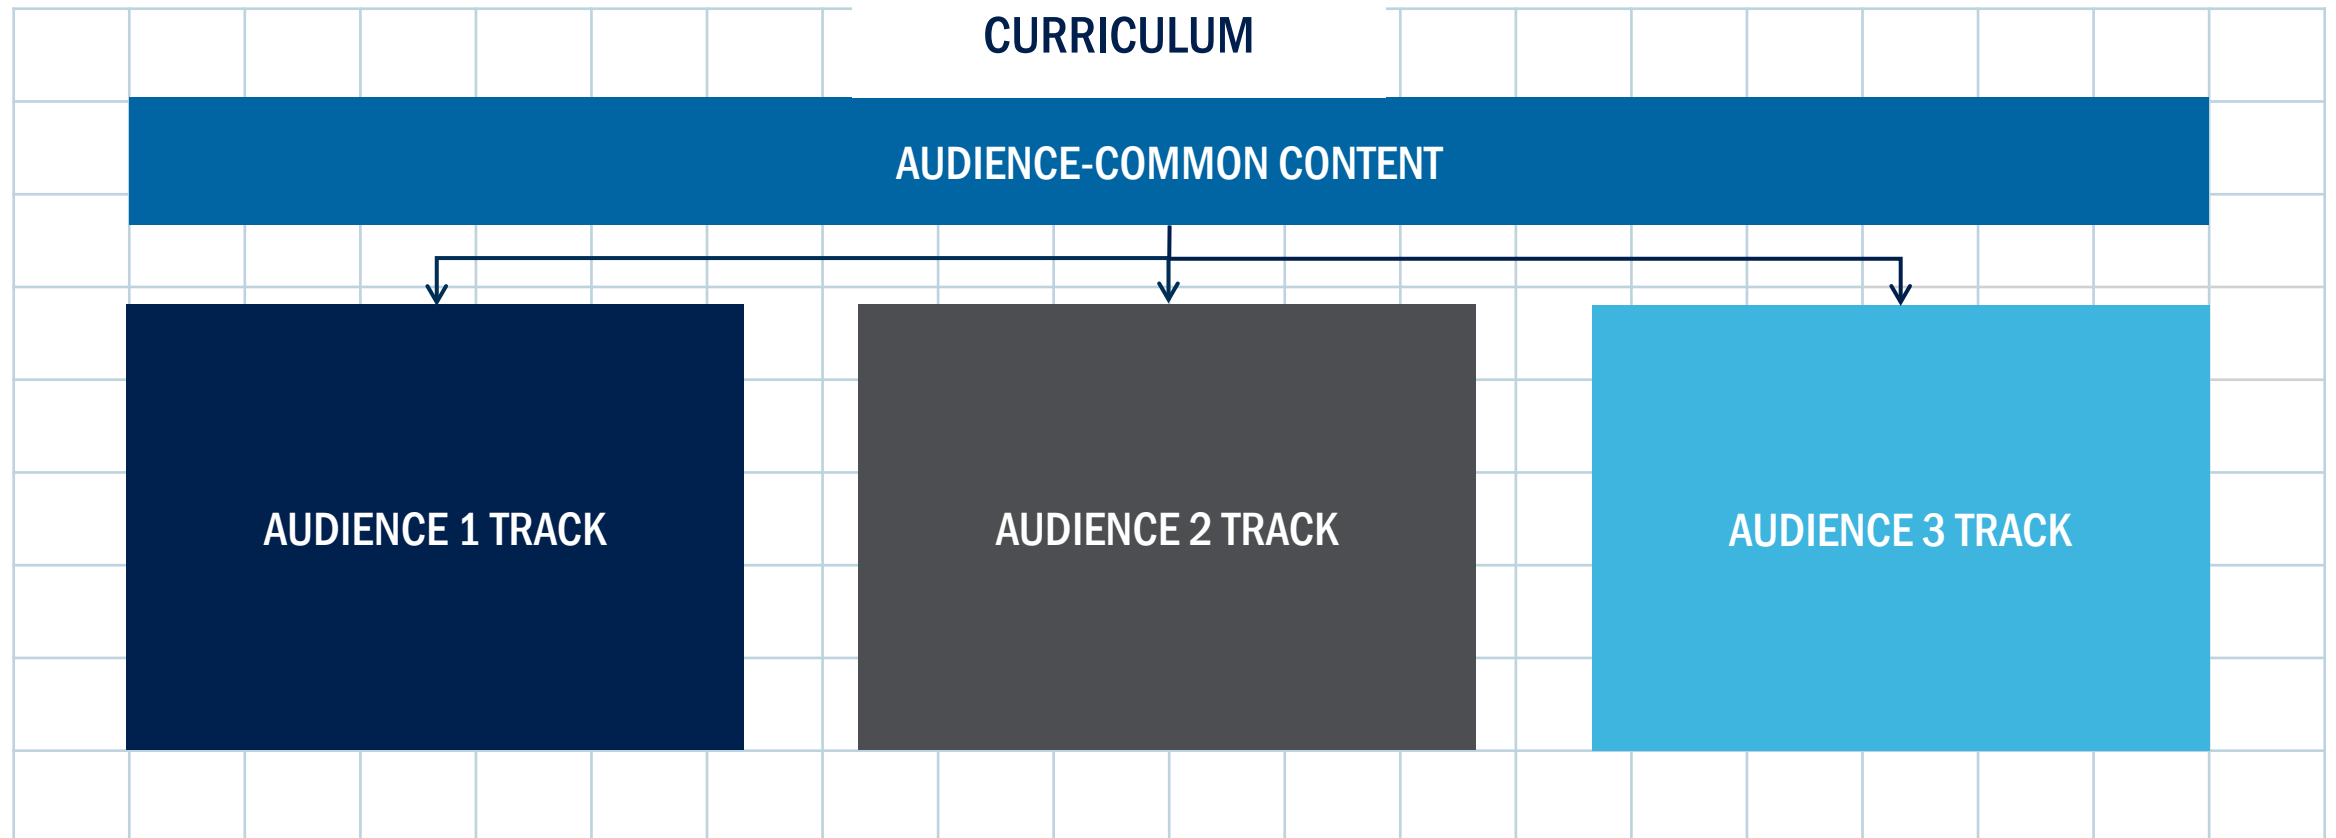 CURRICULUM
AUDIENCE-COMMON CONTENT
AUDIENCE 1 TRACK
AUDIENCE 2 TRACK
AUDIENCE 3 TRACK